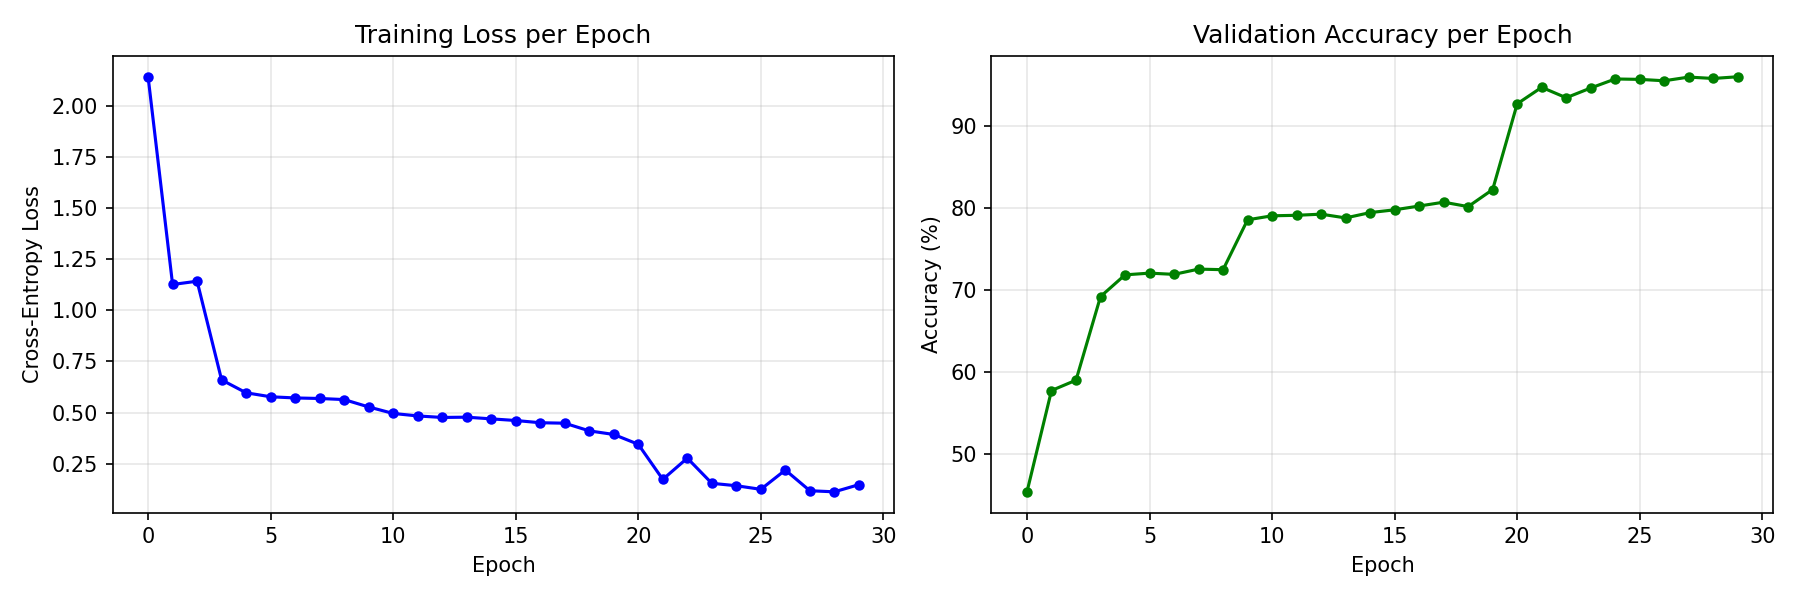 Training Loss per Epoch
Cross-Entropy Loss
2.00
1.75
1.50
1.25
1.00
0.75
0.50
0.25
0 5 10 15 20 25 30
Epoch
Validation Accuracy per Epoch
Accuracy (%)
90
80
70
60
50
0 5 10 15 20 25 30
Epoch